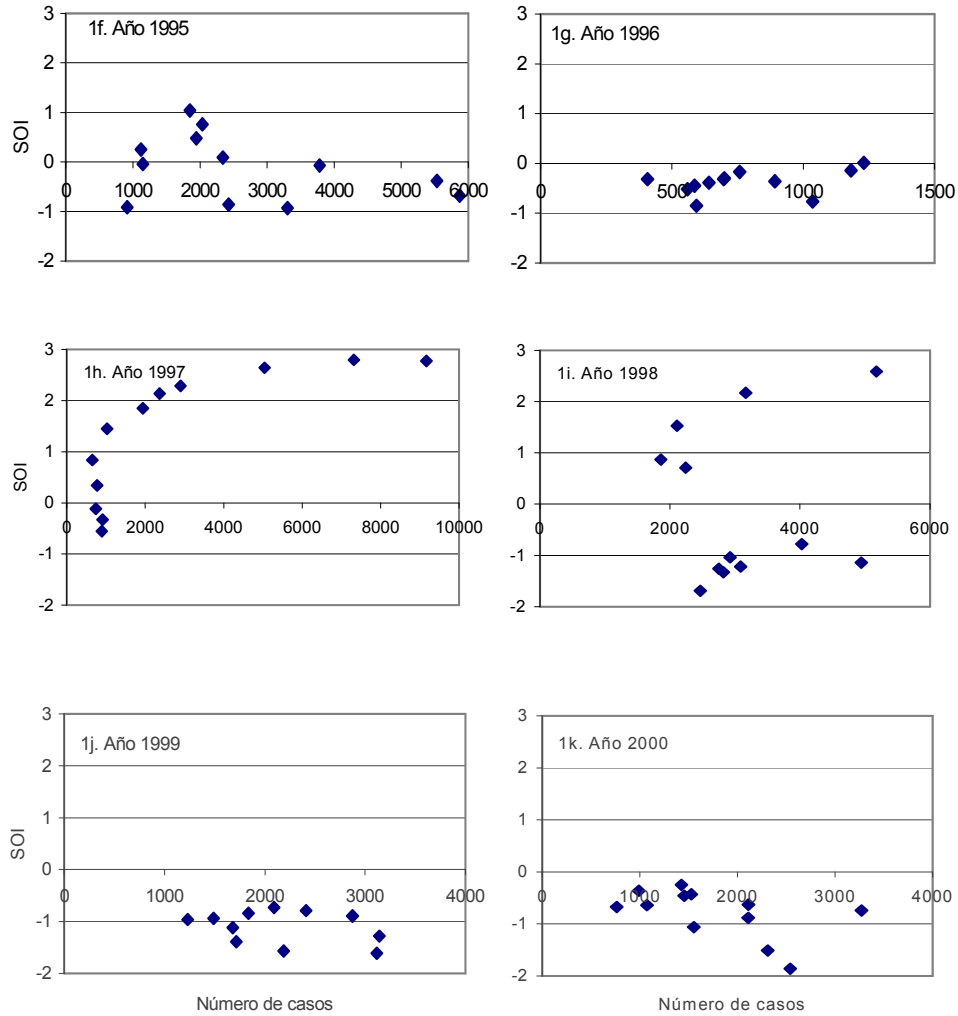 1f. Año 1995
3
2
1
0
-1
-2
SOI
0 1000 2000 3000 4000 5000 6000
1g. Año 1996
3
2
1
0
-1
-2
0 500 1000 1500
1h. Año 1997
3
2
1
0
-1
-2
SOI
0 2000 4000 6000 8000 10000
1i. Año 1998
3
2
1
0
-1
-2
0 2000 4000 6000
1j. Año 1999
3
2
1
0
-1
-2
SOI
0 1000 2000 3000 4000
Número de casos
1k. Año 2000
3
2
1
0
-1
-2
0 1000 2000 3000 4000
Número de casos